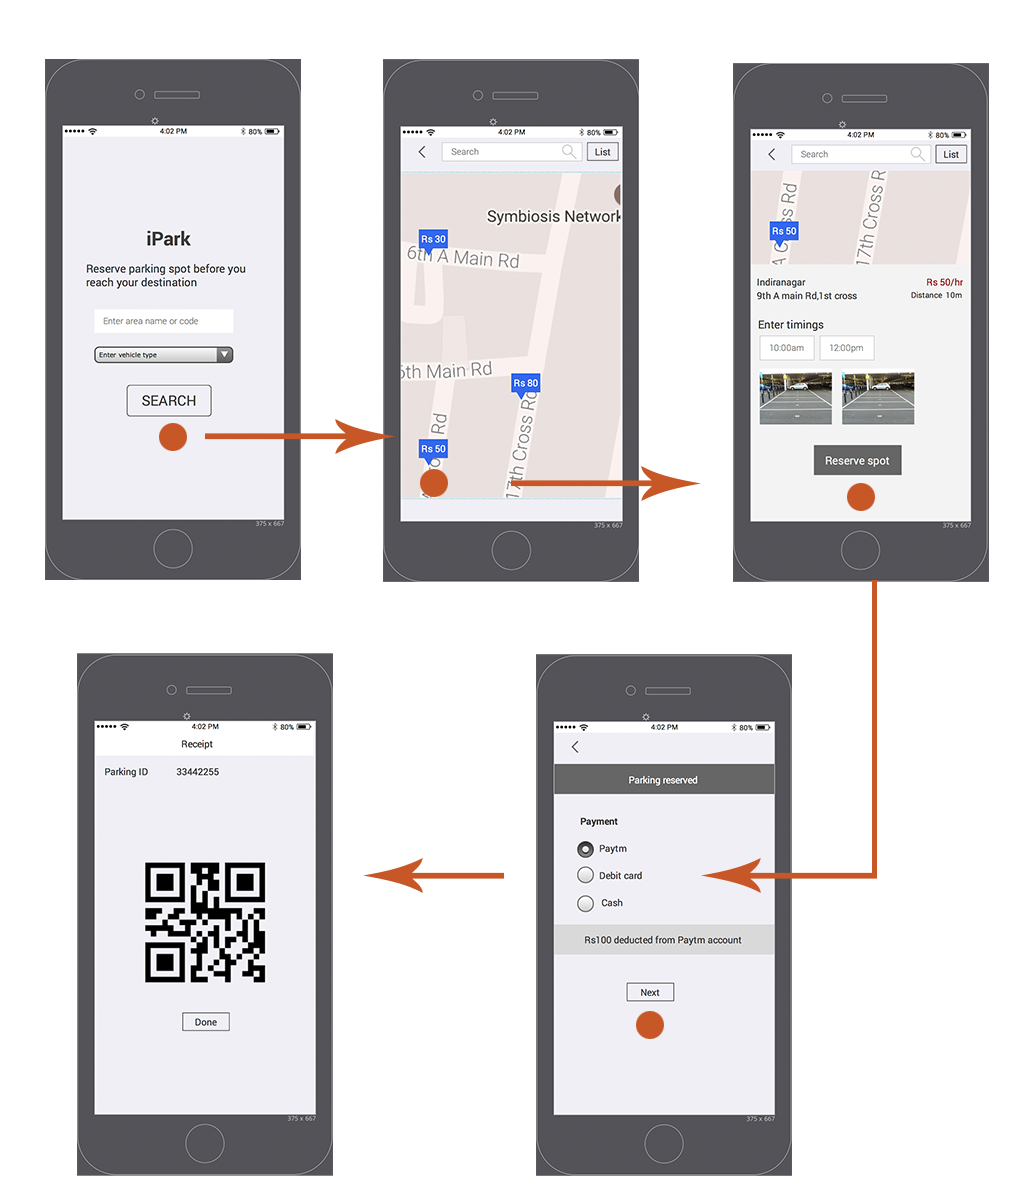 4:02 PM
80%
iPark
Reserve parking spot before you
reach your destination
Enter area name or code
Enter vehicle type
SEARCH
375 x 667
4:02 PM
80%
Search
List
Symbiosis Network
Rs 30
6th A Main Rd
6th Main Rd
Rs 80
Rs 50
Rd
17th Cross Rd
375 x 667
4:02 PM
80%
Search
List
Rs 50
A C
ss Rd
17th Cross R
Indiranagar
Rs 50/hr
9th A main Rd,1st cross
Distance 10m
Enter timings
10:00am
12:00pm
Reserve spot
375 x 667
4:02 PM
80%
Parking reserved
Payment
Paytm
Debit card
Cash
Rs100 deducted from Paytm account
Next
375 x 667
4:02 PM
80%
Receipt
Parking ID 33442255
Done
375 x 667